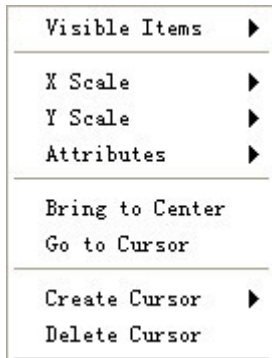 Visible Items
X Scale
Y Scale
Attributes
Bring to Center
Go to Cursor
Create Cursor
Delete Cursor